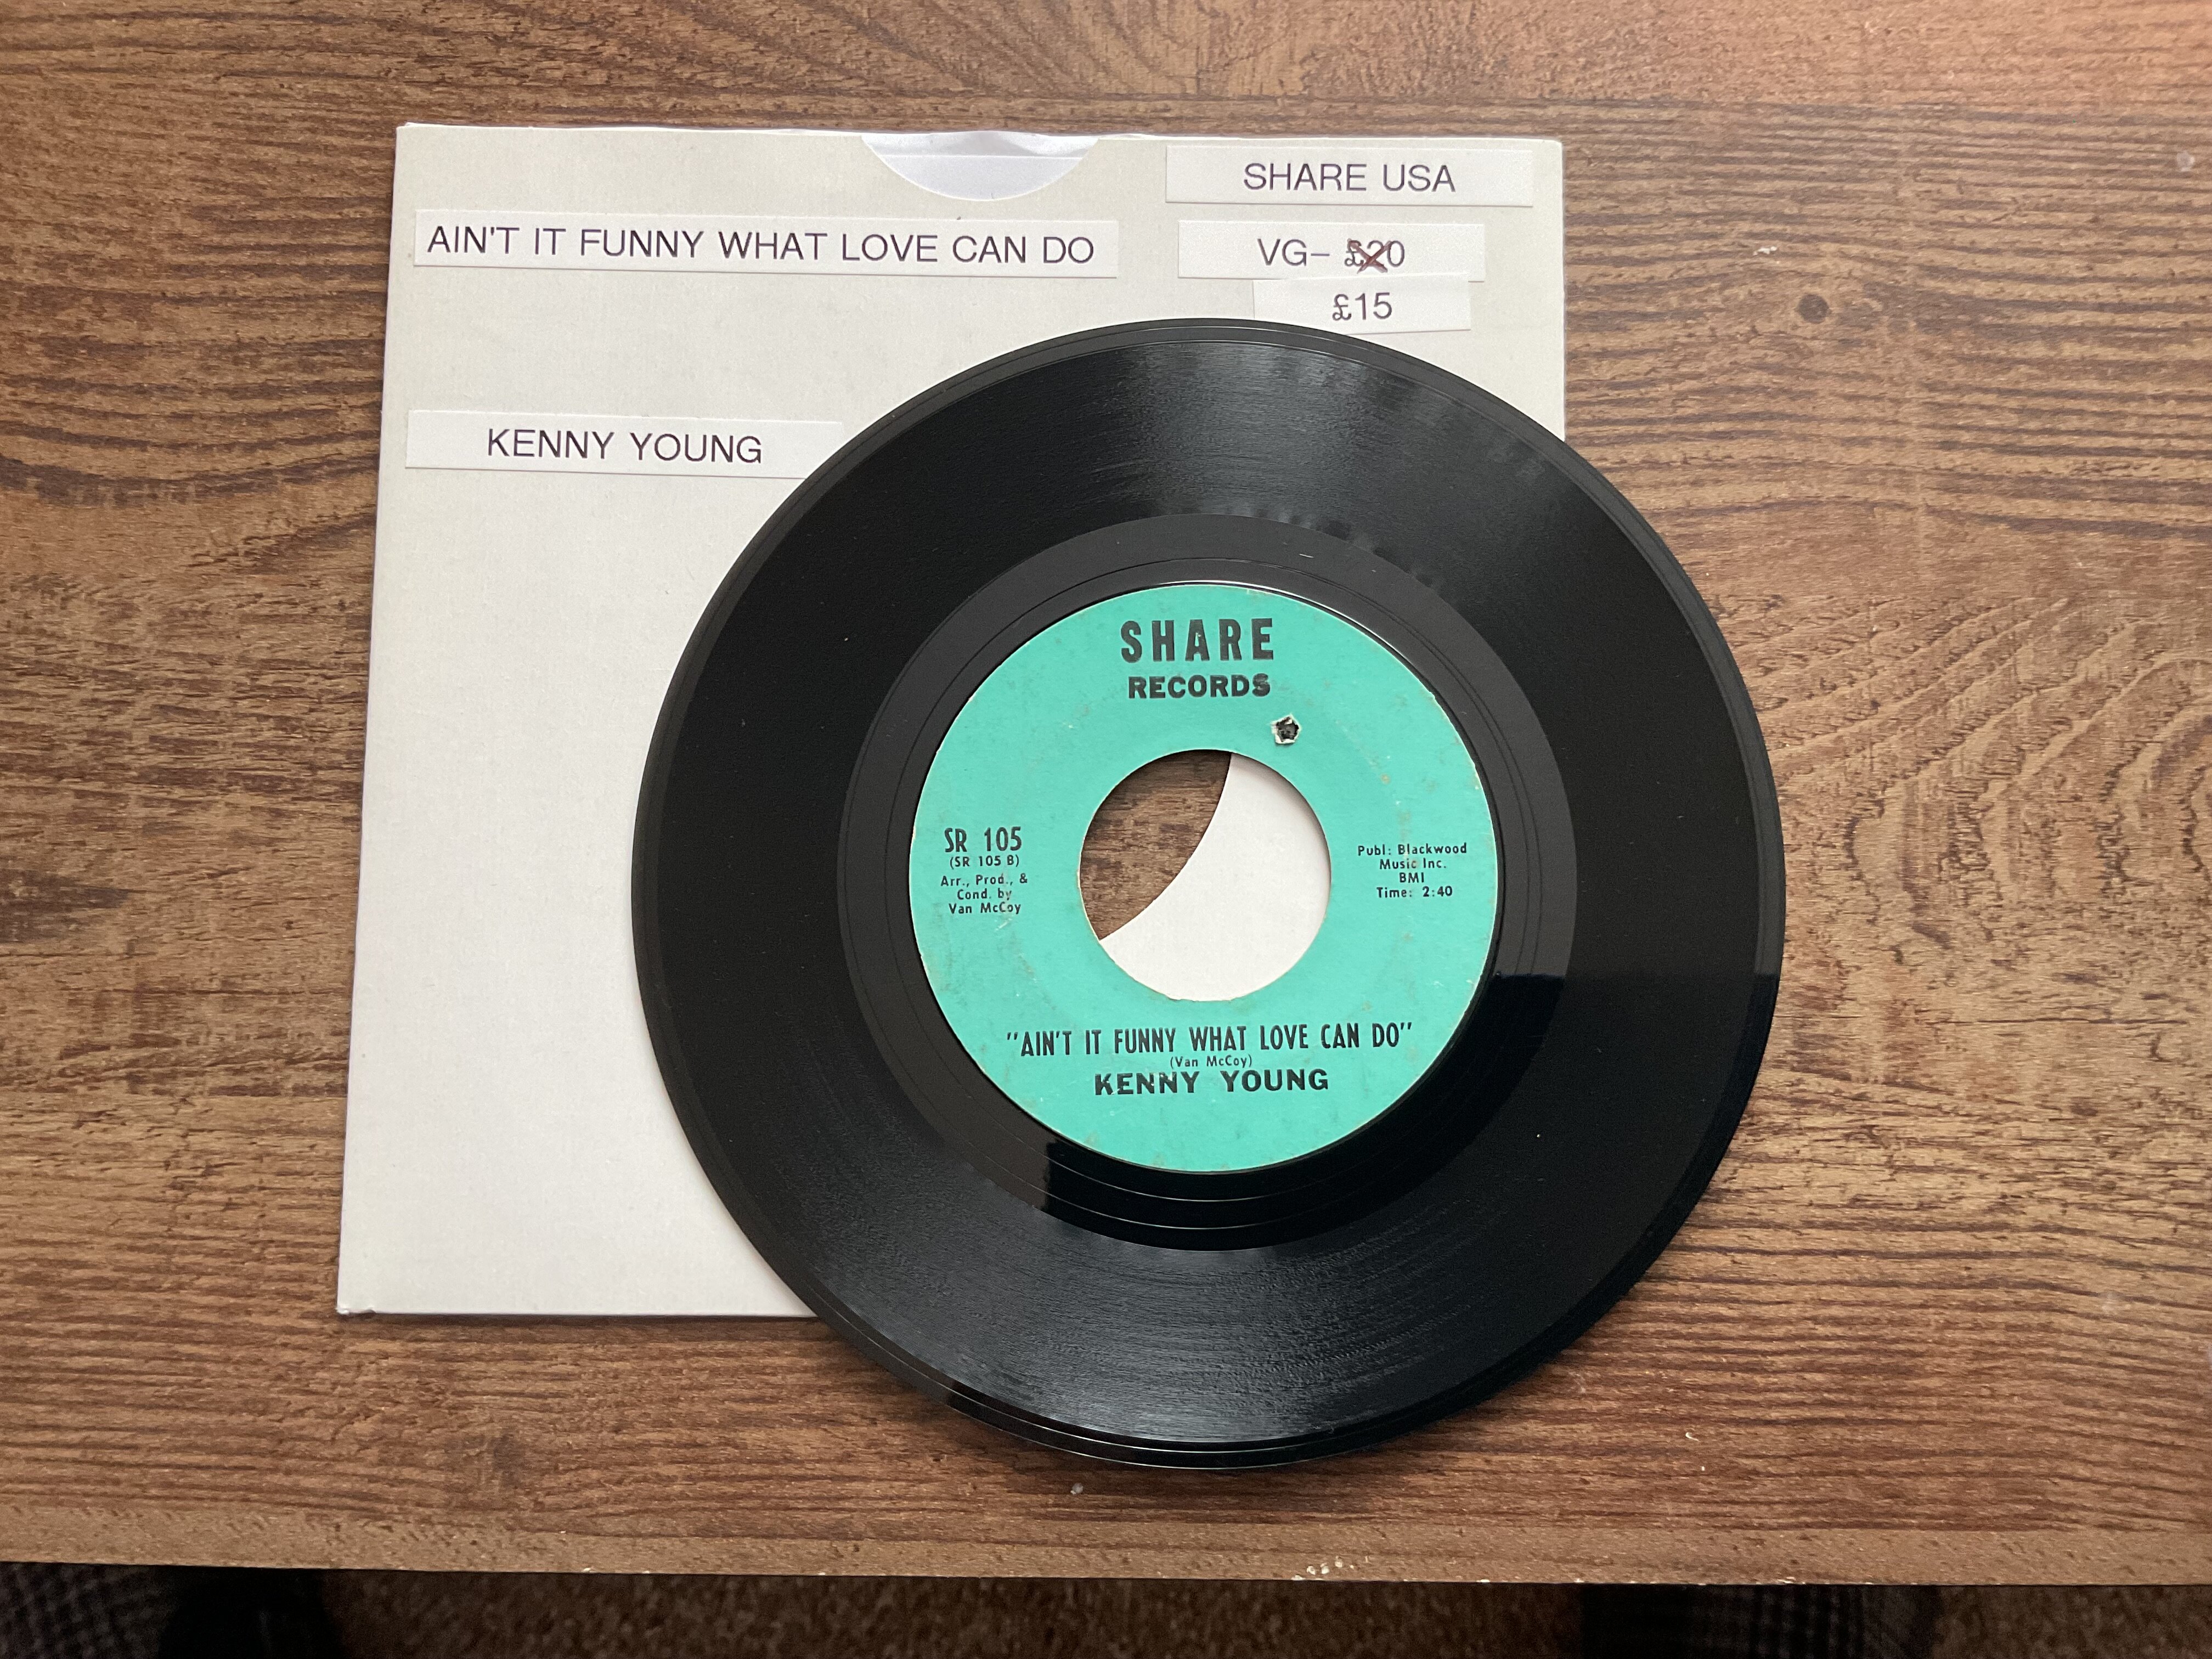 SHARE USA
AIN'T IT FUNNY WHAT LOVE CAN DO
VG- £20
£15
KENNY YOUNG
SHARE
RECORDS
SR 105
(SR 105 B)
Arr., Prod., &
Cond. by
Van McCoy
Publ: Blackwood
Music Inc.
BMI
Time: 2:40
"AIN'T IT FUNNY WHAT LOVE CAN DO"
(Van McCoy)
KENNY YOUNG